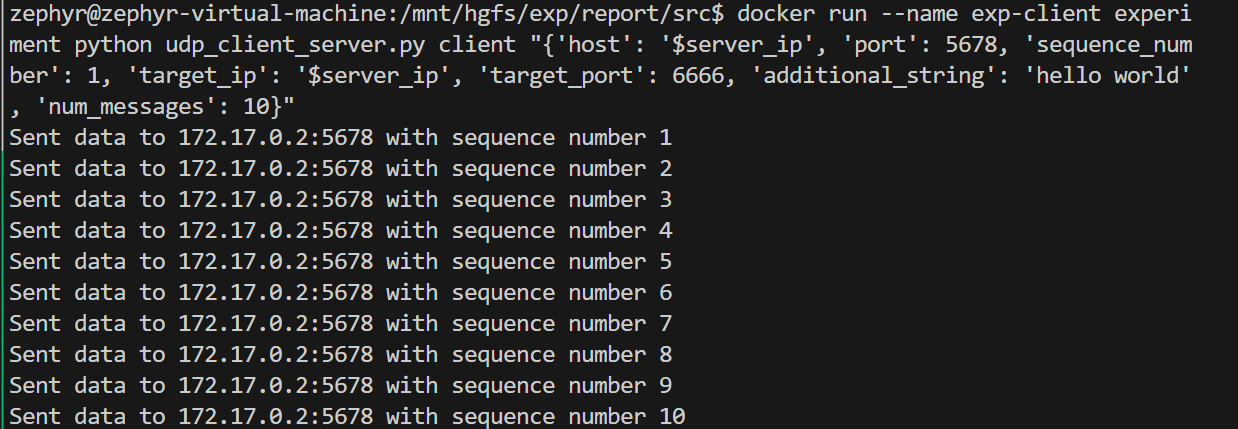 zephyr@zephyr-virtual-machine:/mnt/hgfs/exp/report/src$ docker run --name exp-client experi
ment python udp_client_server.py client "{'host': '$server_ip', 'port': 5678, 'sequence_num
ber': 1, 'target_ip': '$server_ip', 'target_port': 6666, 'additional_string': 'hello world'
, 'num_messages': 10}"
Sent data to 172.17.0.2:5678 with sequence number 1
Sent data to 172.17.0.2:5678 with sequence number 2
Sent data to 172.17.0.2:5678 with sequence number 3
Sent data to 172.17.0.2:5678 with sequence number 4
Sent data to 172.17.0.2:5678 with sequence number 5
Sent data to 172.17.0.2:5678 with sequence number 6
Sent data to 172.17.0.2:5678 with sequence number 7
Sent data to 172.17.0.2:5678 with sequence number 8
Sent data to 172.17.0.2:5678 with sequence number 9
Sent data to 172.17.0.2:5678 with sequence number 10